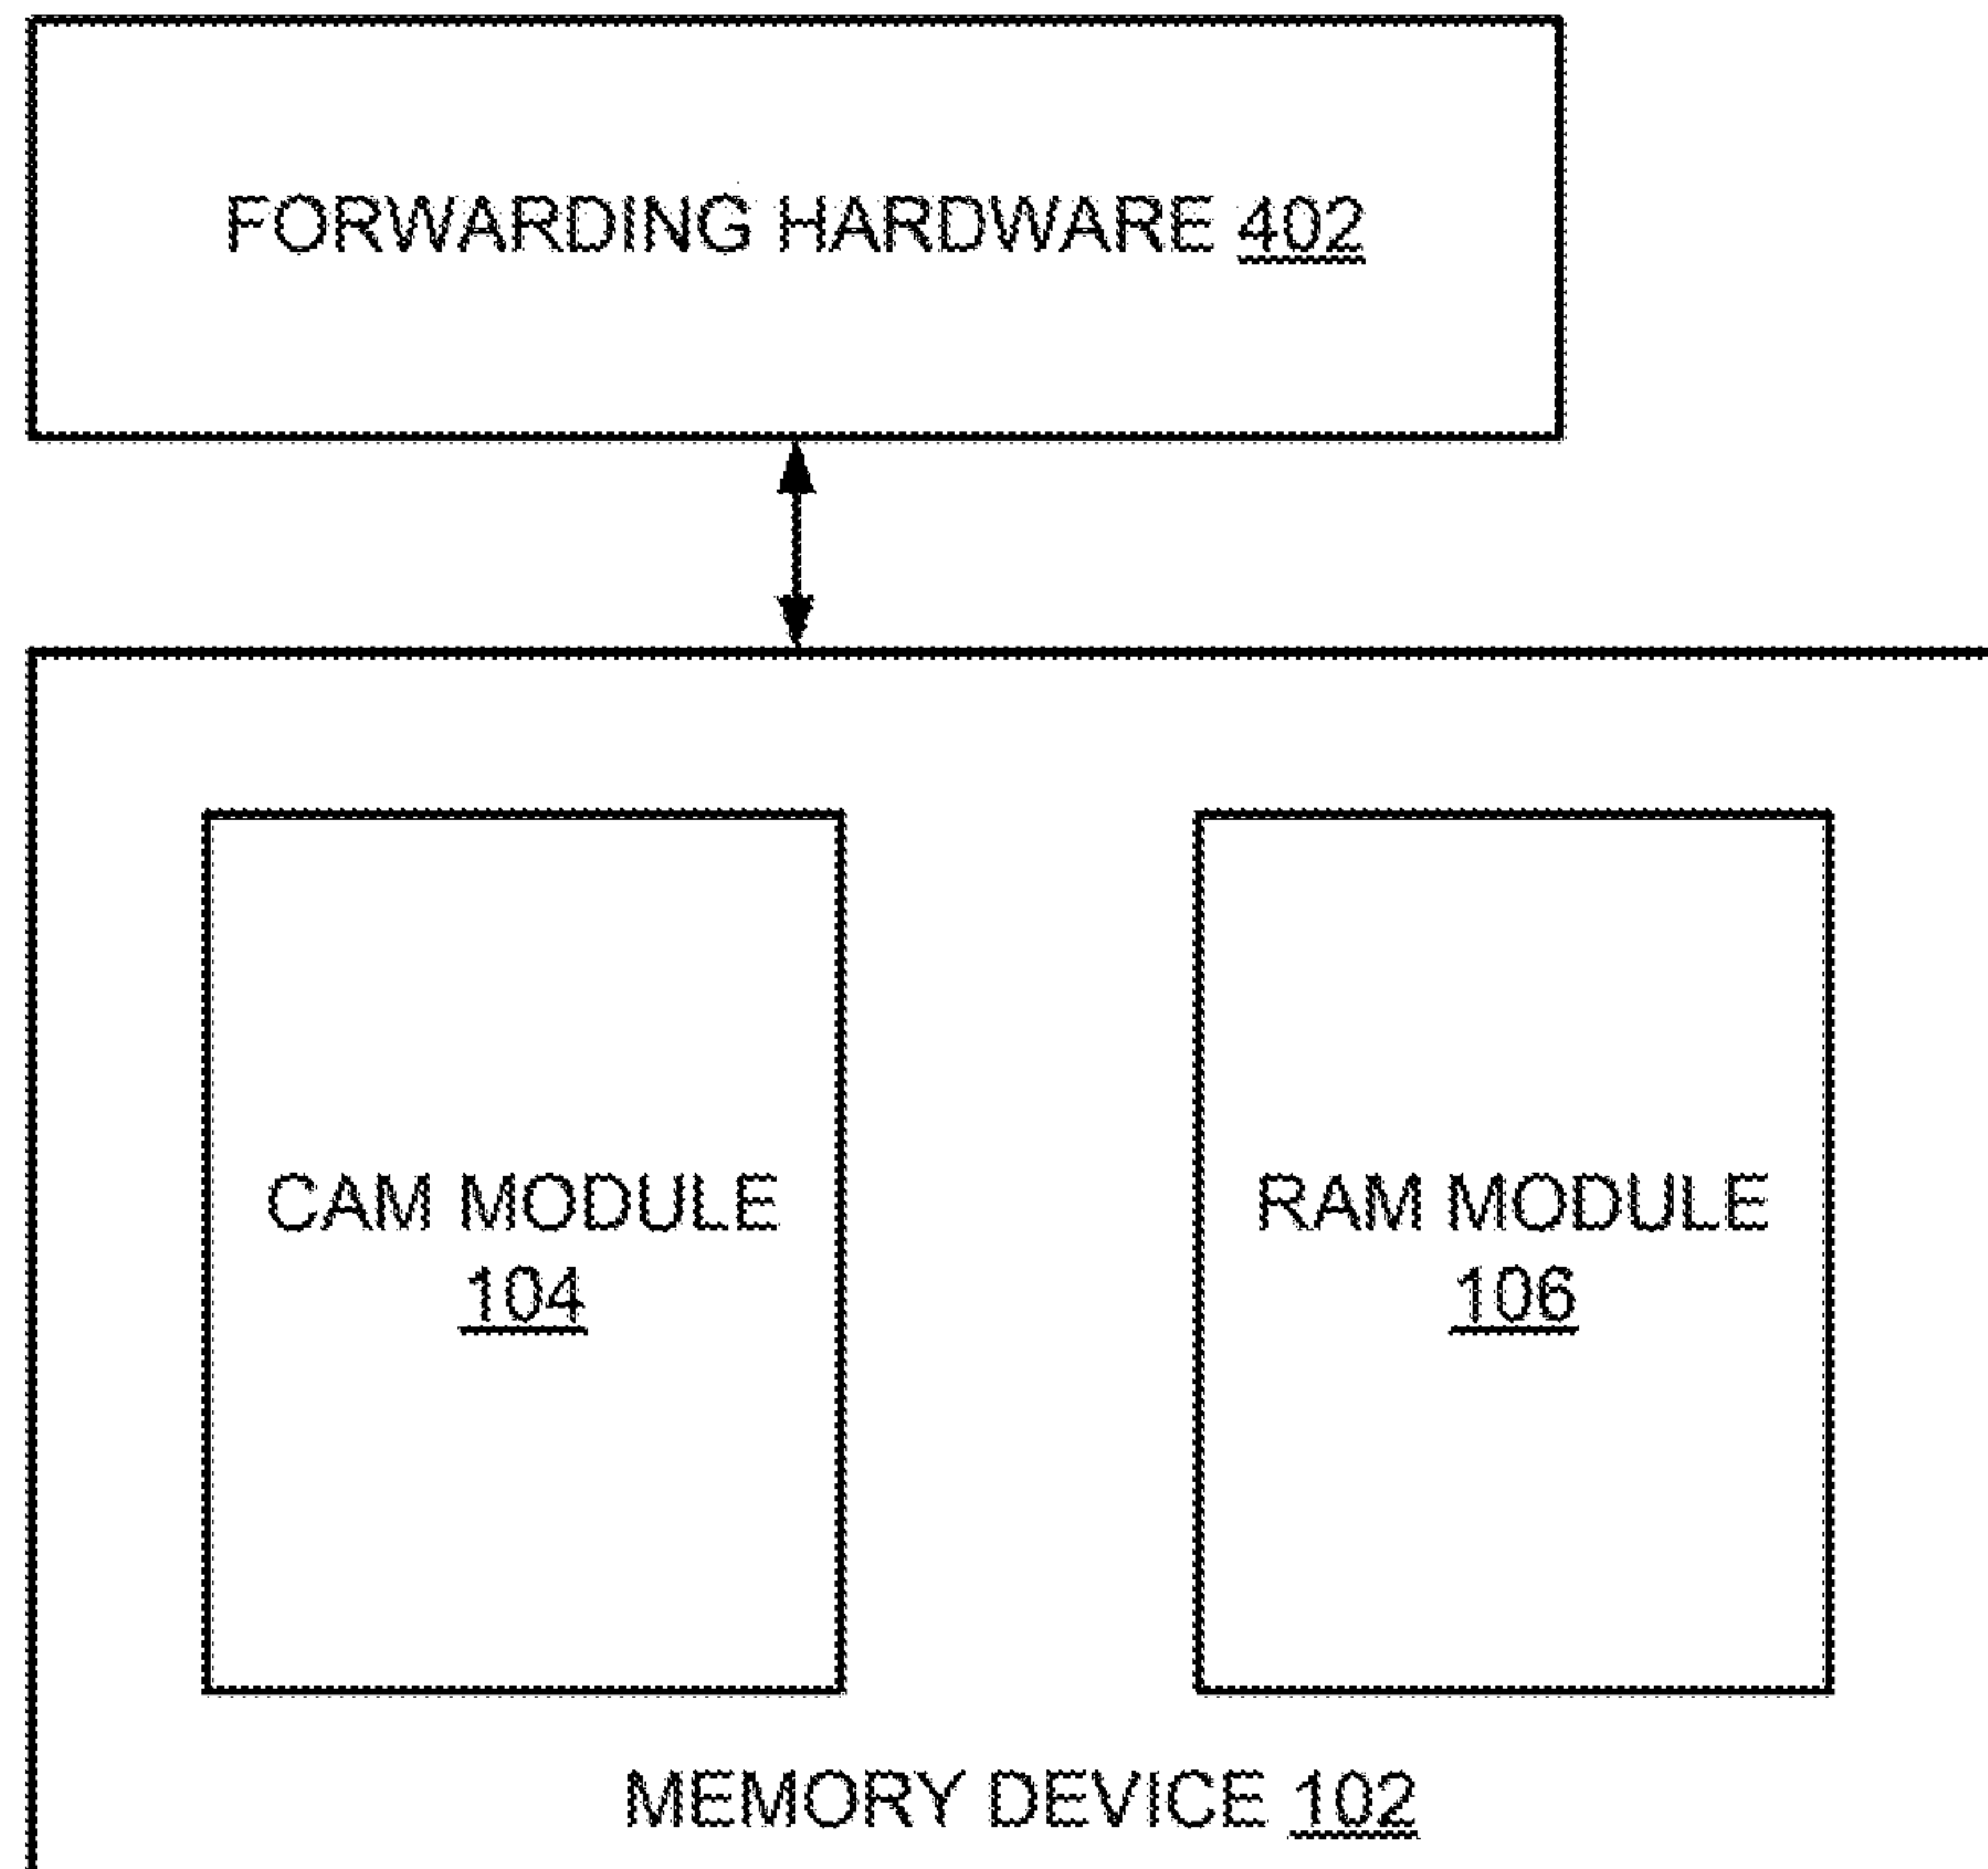 FORWARDING HARDWARE 402
CAM MODULE
104
RAM MODULE
106
MEMORY DEVICE 102